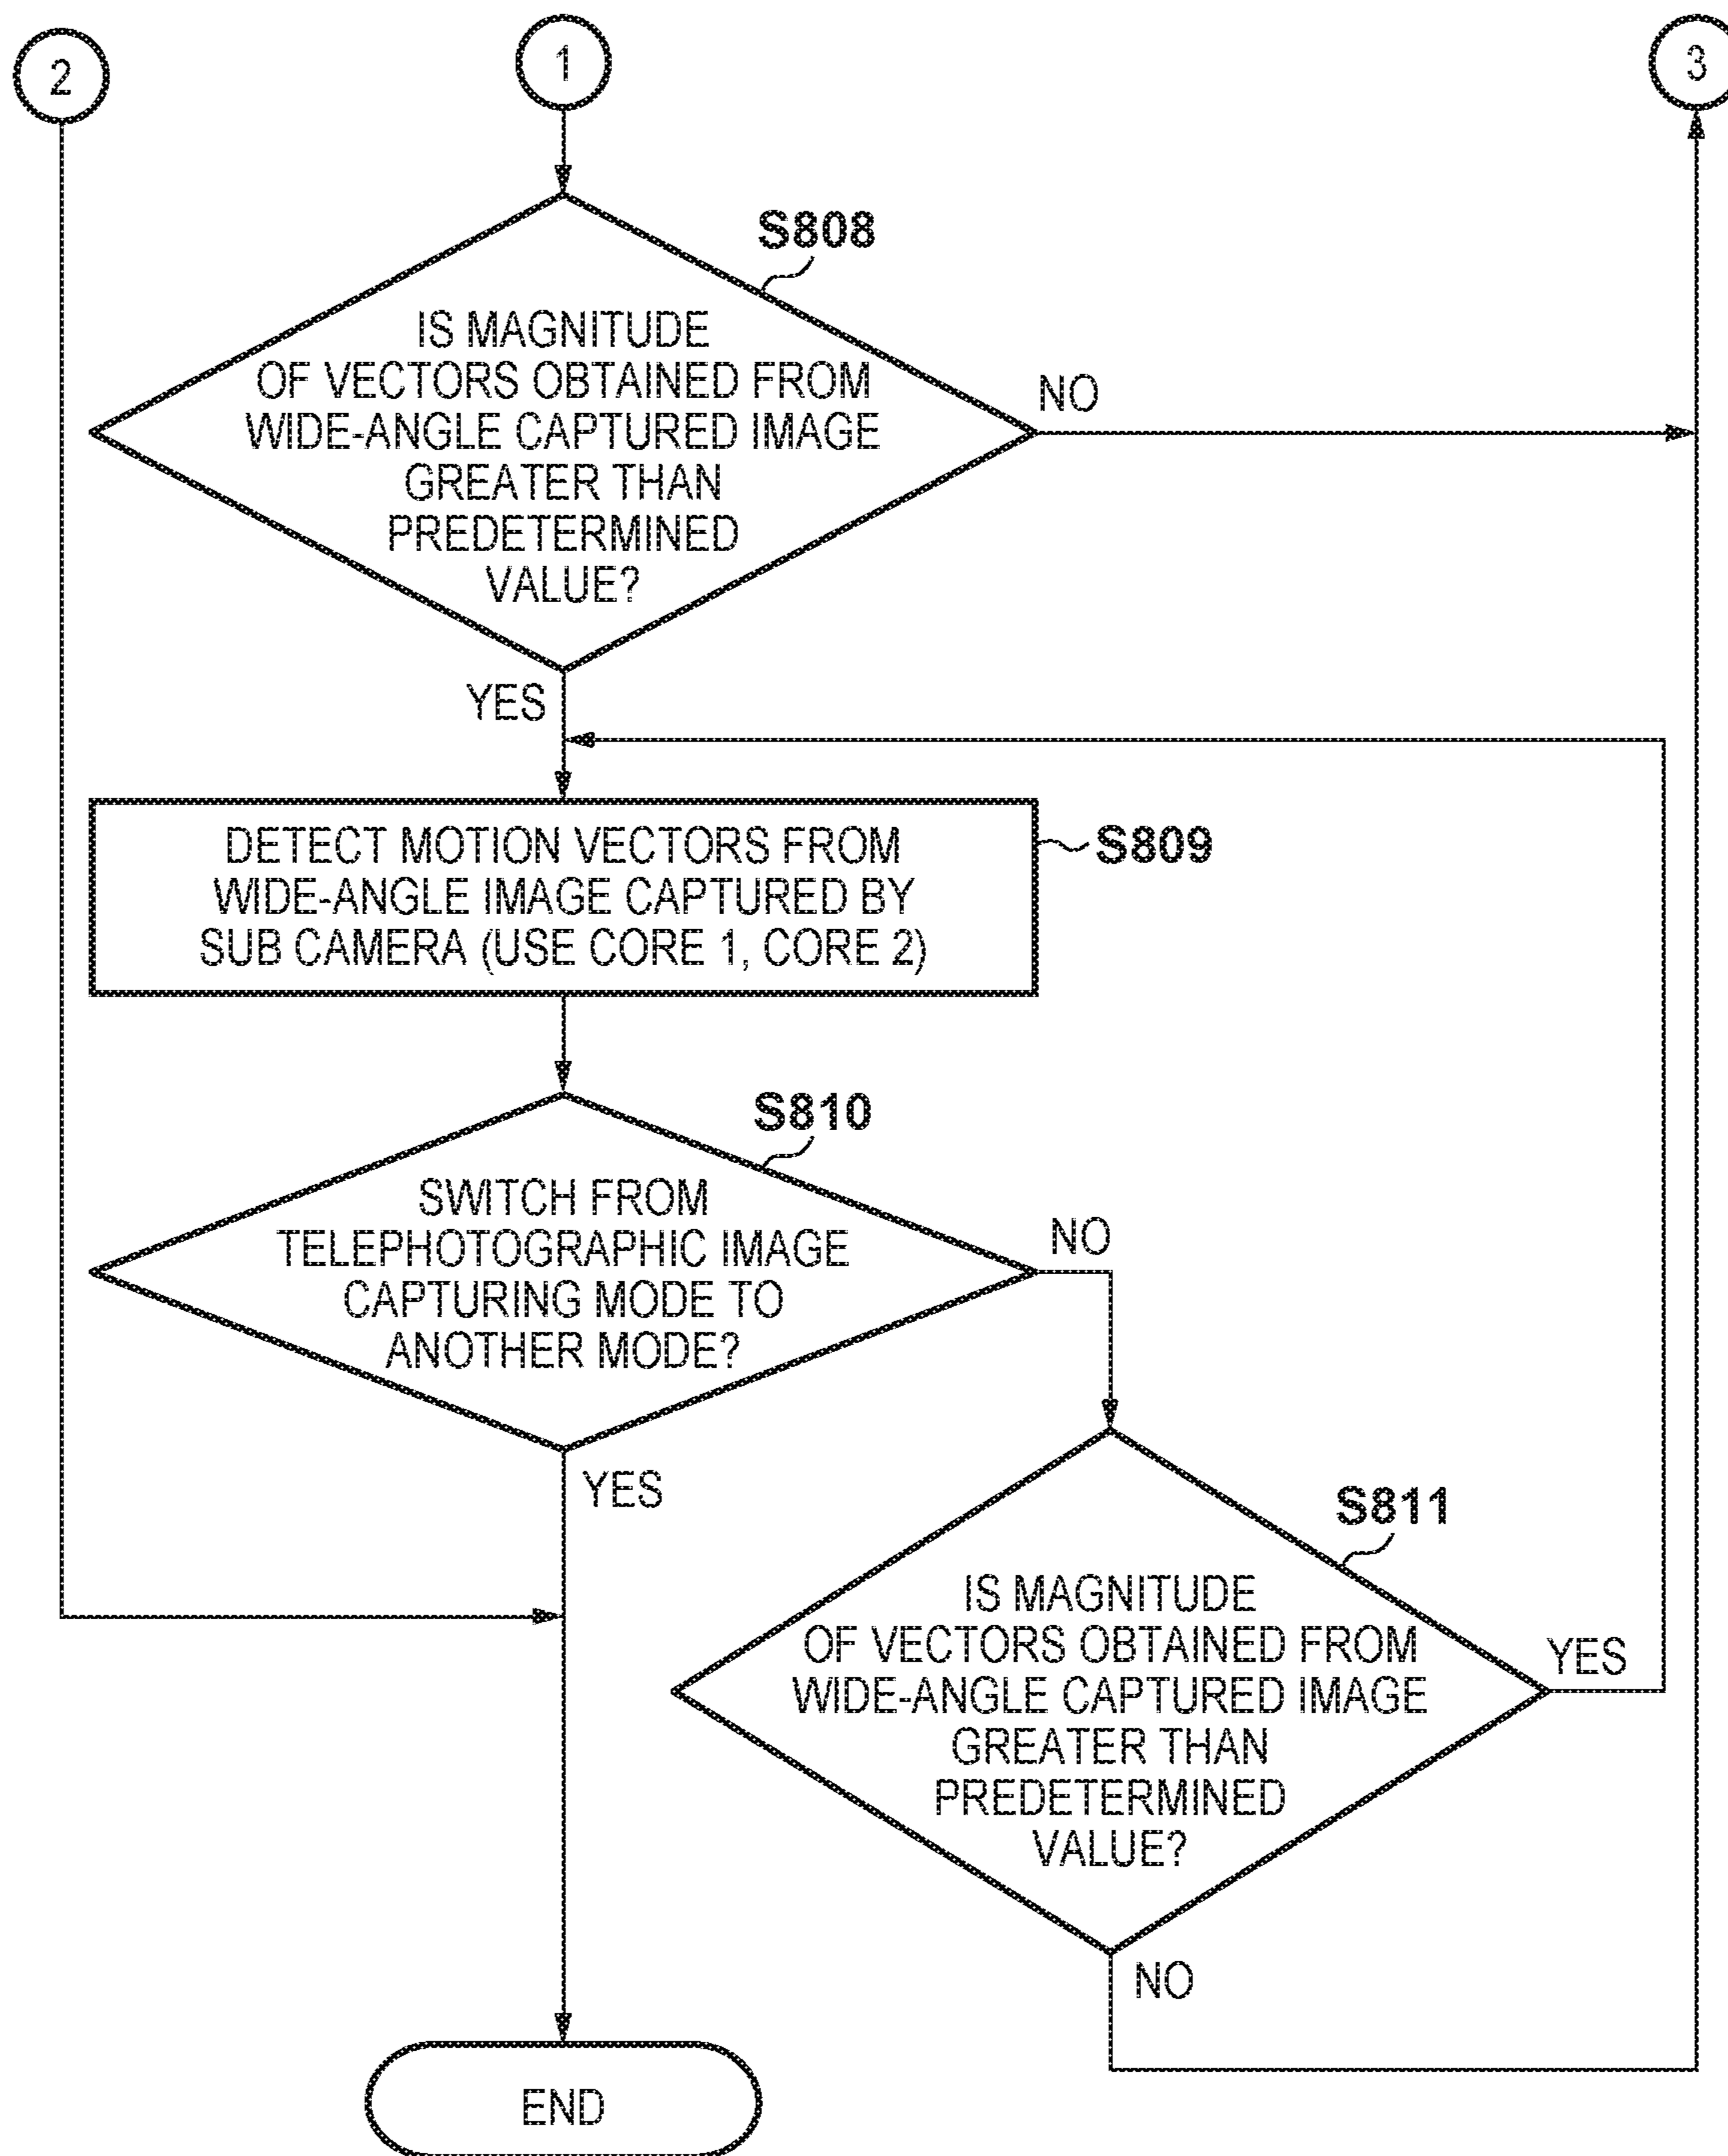 2
1
3
S808
IS MAGNITUDE
OF VECTORS OBTAINED FROM
WIDE-ANGLE CAPTURED IMAGE
GREATER THAN
PREDETERMINED
VALUE?
NO
YES
DETECT MOTION VECTORS FROM
WIDE-ANGLE IMAGE CAPTURED BY
SUB CAMERA (USE CORE 1, CORE 2)
S809
S810
SWITCH FROM
TELEPHOTOGRAPHIC IMAGE
CAPTURING MODE TO
ANOTHER MODE?
NO
YES
S811
IS MAGNITUDE
OF VECTORS OBTAINED FROM
WIDE-ANGLE CAPTURED IMAGE
GREATER THAN
PREDETERMINED
VALUE?
YES
NO
END